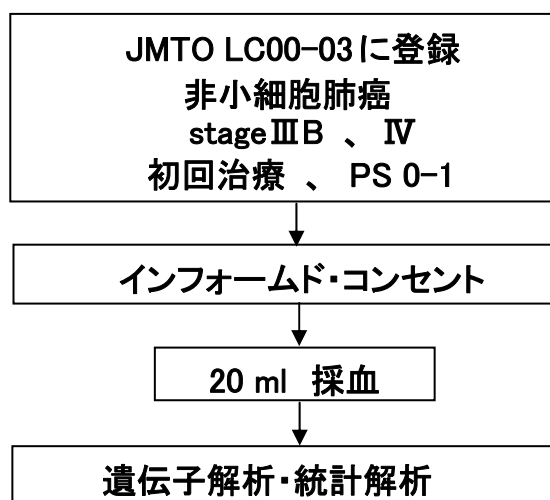 JMTO LC00-03に登録
非小細胞肺癌
stageⅢB 、 Ⅳ
初回治療 、 PS 0-1
インフォームド・コンセント
20 ml 採血
遺伝子解析・統計解析